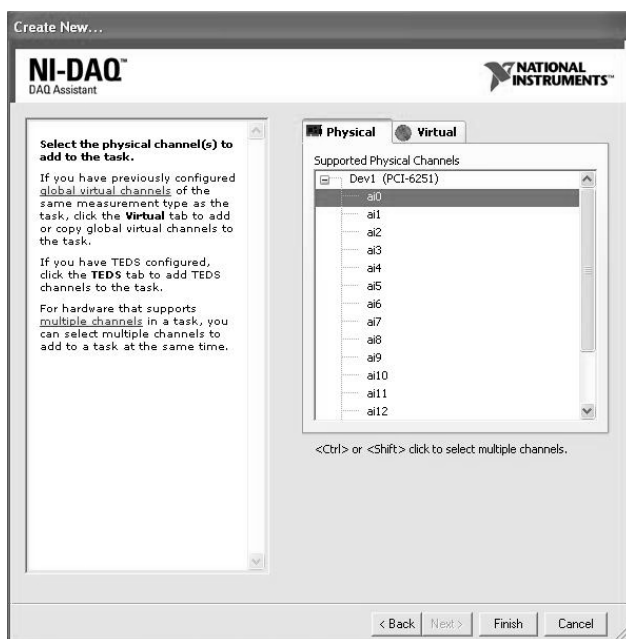 Create New...
NI-DAQ™
DAQ Assistant
NATIONAL
INSTRUMENTS™
Select the physical channel(s) to
add to the task.
If you have previously configured
global virtual channels of the
same measurement type as the
task, click the Virtual tab to add
or copy global virtual channels to
the task.
If you have TEDS configured,
click the TEDS tab to add TEDS
channels to the task.
For hardware that supports
multiple channels in a task, you
can select multiple channels to
add to a task at the same time.
Physical
Virtual
Supported Physical Channels
Dev1 (PCI-6251)
ai0
ai1
ai2
ai3
ai4
ai5
ai6
ai7
ai8
ai9
ai10
ai11
ai12
<Ctrl> or <Shift> click to select multiple channels.
< Back
Next >
Finish
Cancel